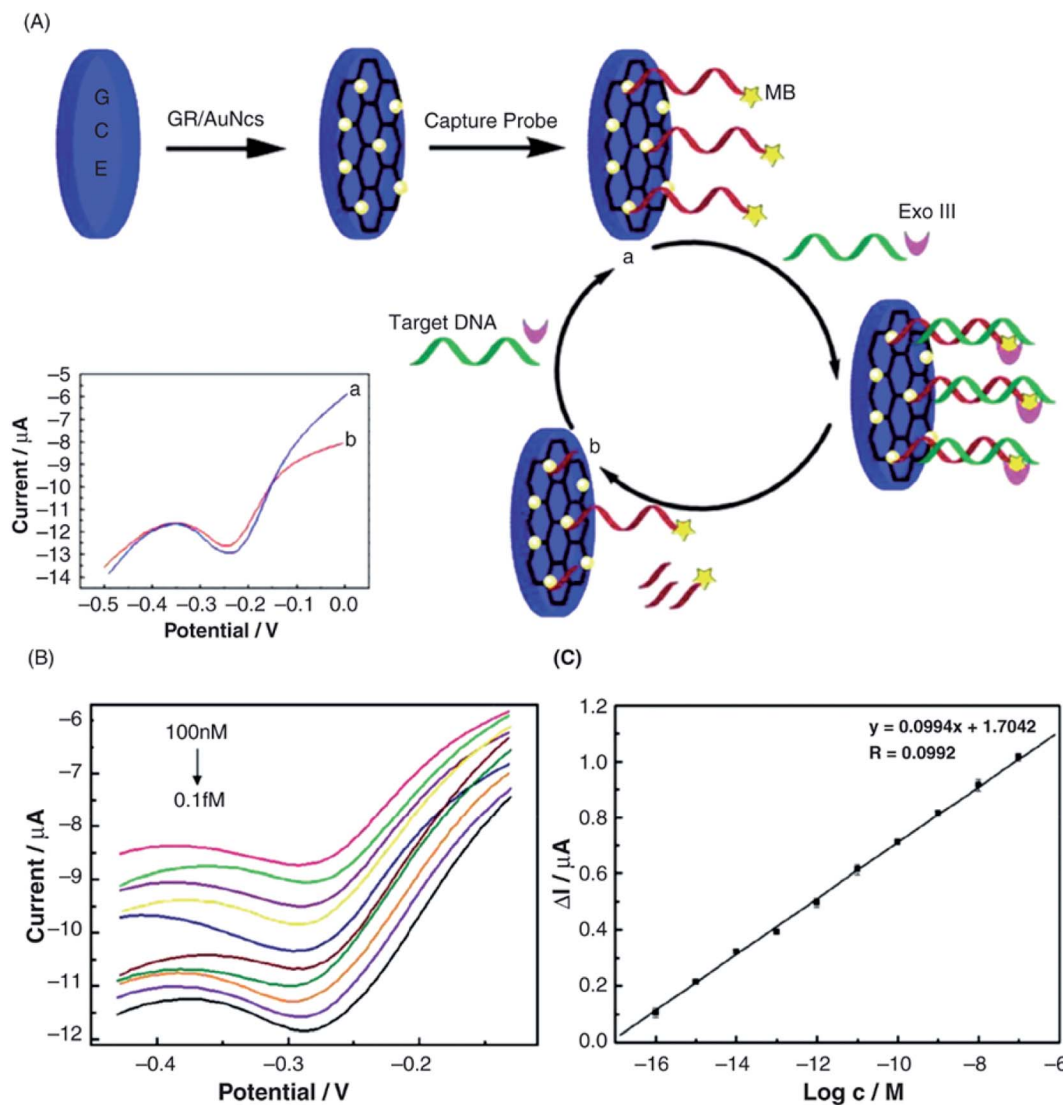 (A)
G
C
E
GR/AuNcs
Capture Probe
MB
Exo III
a
Target DNA
b
−5
−6
−7
−8
−9
−10
−11
−12
−13
−14
Current / μA
a
b
−0.5 −0.4 −0.3 −0.2 −0.1 0.0
Potential / V
(B)
−6
−7
−8
−9
−10
−11
−12
Current / μA
100nM
0.1fM
−0.4 −0.3 −0.2
Potential / V
(C)
1.2
1.0
0.8
0.6
0.4
0.2
0.0
ΔI / μA
y = 0.0994x + 1.7042
R = 0.0992
−16 −14 −12 −10 −8 −6
Log c / M